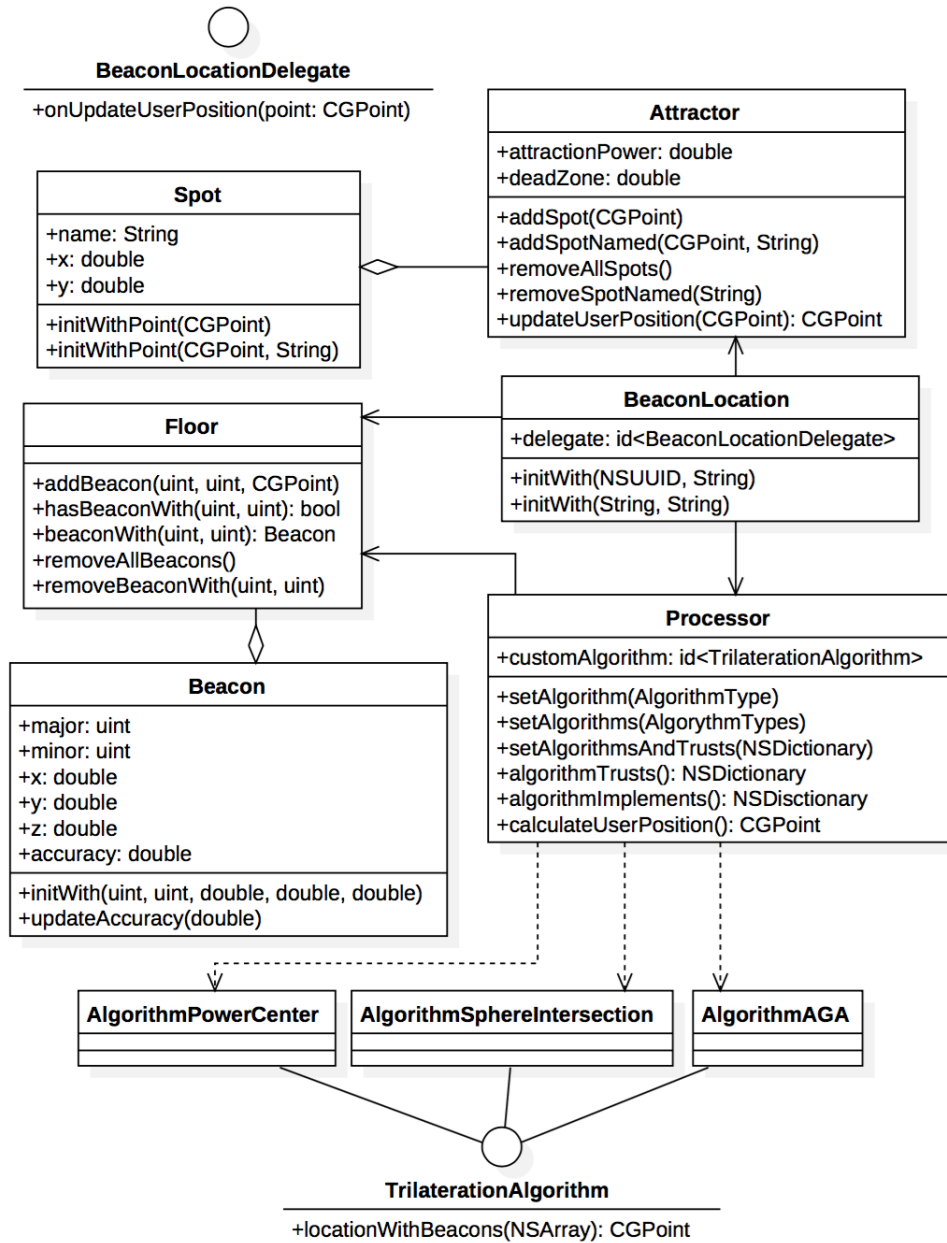 BeaconLocationDelegate
+onUpdateUserPosition(point: CGPoint)
Attractor
+attractionPower: double
+deadZone: double
+addSpot(CGPoint)
+addSpotNamed(CGPoint, String)
+removeAllSpots()
+removeSpotNamed(String)
+updateUserPosition(CGPoint): CGPoint
Spot
+name: String
+x: double
+y: double
+initWithPoint(CGPoint)
+initWithPoint(CGPoint, String)
BeaconLocation
+delegate: id<BeaconLocationDelegate>
+initWith(NSUUID, String)
+initWith(String, String)
Floor
+addBeacon(uint, uint, CGPoint)
+hasBeaconWith(uint, uint): bool
+beaconWith(uint, uint): Beacon
+removeAllBeacons()
+removeBeaconWith(uint, uint)
Processor
+customAlgorithm: id<TrilaterationAlgorithm>
+setAlgorithm(AlgorithmType)
+setAlgorithms(AlgorythmTypes)
+setAlgorithmsAndTrusts(NSDictionary)
+algorithmTrusts(): NSDictionary
+algorithmImplements(): NSDisctionary
+calculateUserPosition(): CGPoint
Beacon
+major: uint
+minor: uint
+x: double
+y: double
+z: double
+accuracy: double
+initWith(uint, uint, double, double, double)
+updateAccuracy(double)
AlgorithmPowerCenter
AlgorithmSphereIntersection
AlgorithmAGA
TrilaterationAlgorithm
+locationWithBeacons(NSArray): CGPoint